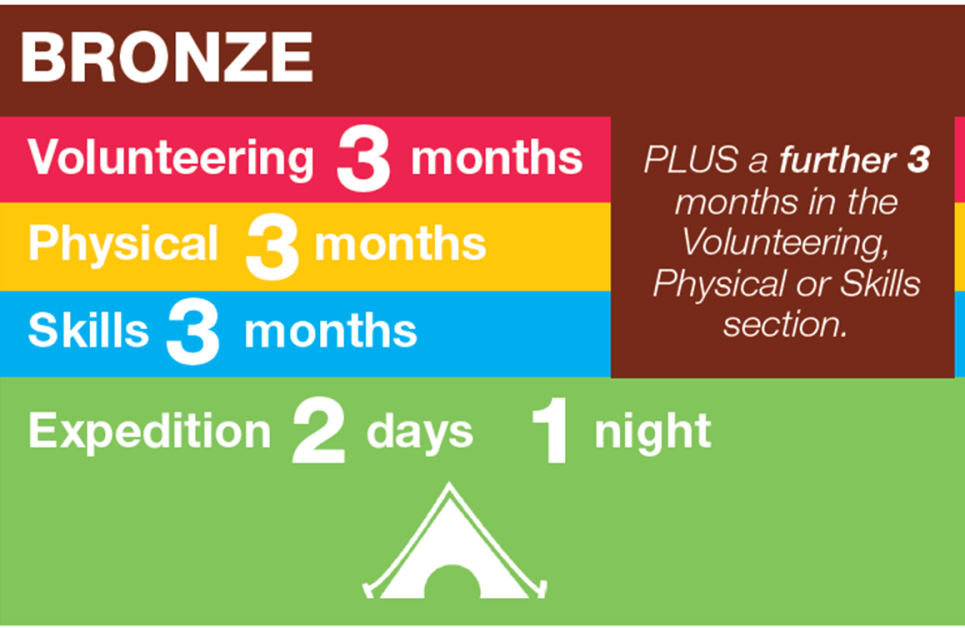 BRONZE
Volunteering 3 months
Physical 3 months
Skills 3 months
PLUS a further 3
months in the
Volunteering,
Physical or Skills
section.
Expedition 2 days 1 night